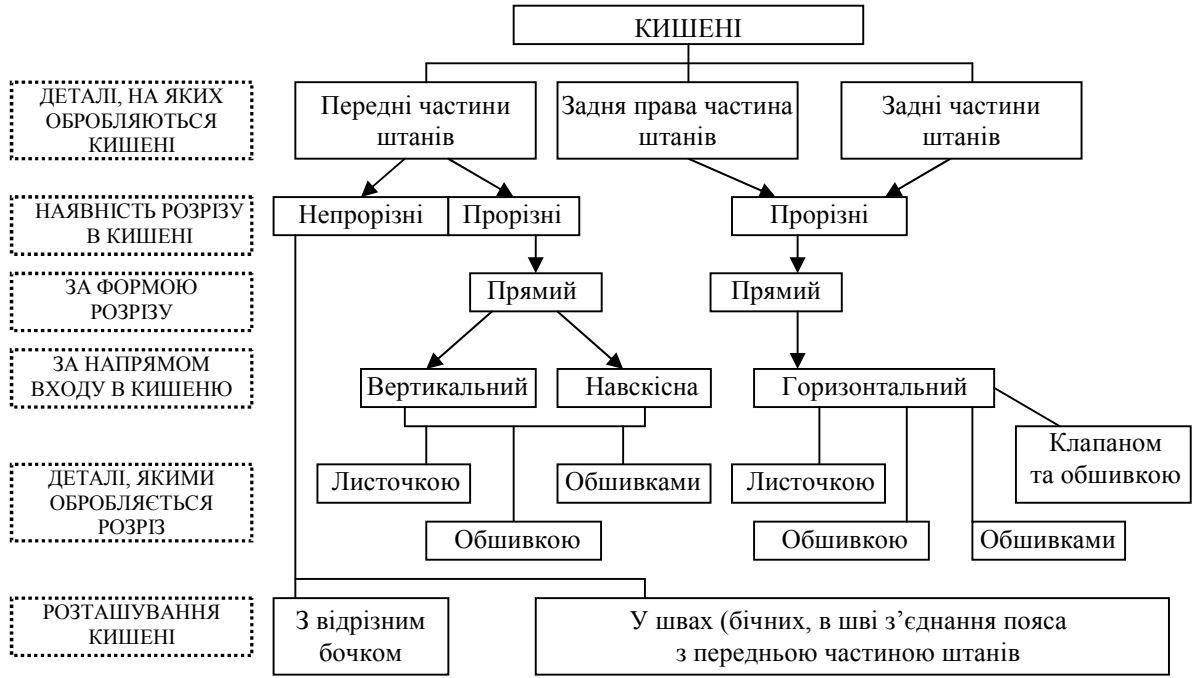 КИШЕНІ
ДЕТАЛІ, НА ЯКИХ
ОБРОБЛЯЮТЬСЯ
КИШЕНІ
Передні частини
штанів
Задня права частина
штанів
Задні частини
штанів
НАЯВНІСТЬ РОЗРІЗУ
В КИШЕНІ
Непрорізні
Прорізні
Прорізні
ЗА ФОРМОЮ
РОЗРІЗУ
Прямий
Прямий
ЗА НАПРЯМОМ
ВХОДУ В КИШЕНЮ
Вертикальний
Навскісна
Горизонтальний
Клапаном
та обшивкою
ДЕТАЛІ, ЯКИМИ
ОБРОБЛЯЄТЬСЯ
РОЗРІЗ
Листочкою
Обшивками
Листочкою
Обшивкою
Обшивкою
Обшивками
РОЗТАШУВАННЯ
КИШЕНІ
З відрізним
бочком
У швах (бічних, в шві з’єднання пояса
з передньою частиною штанів